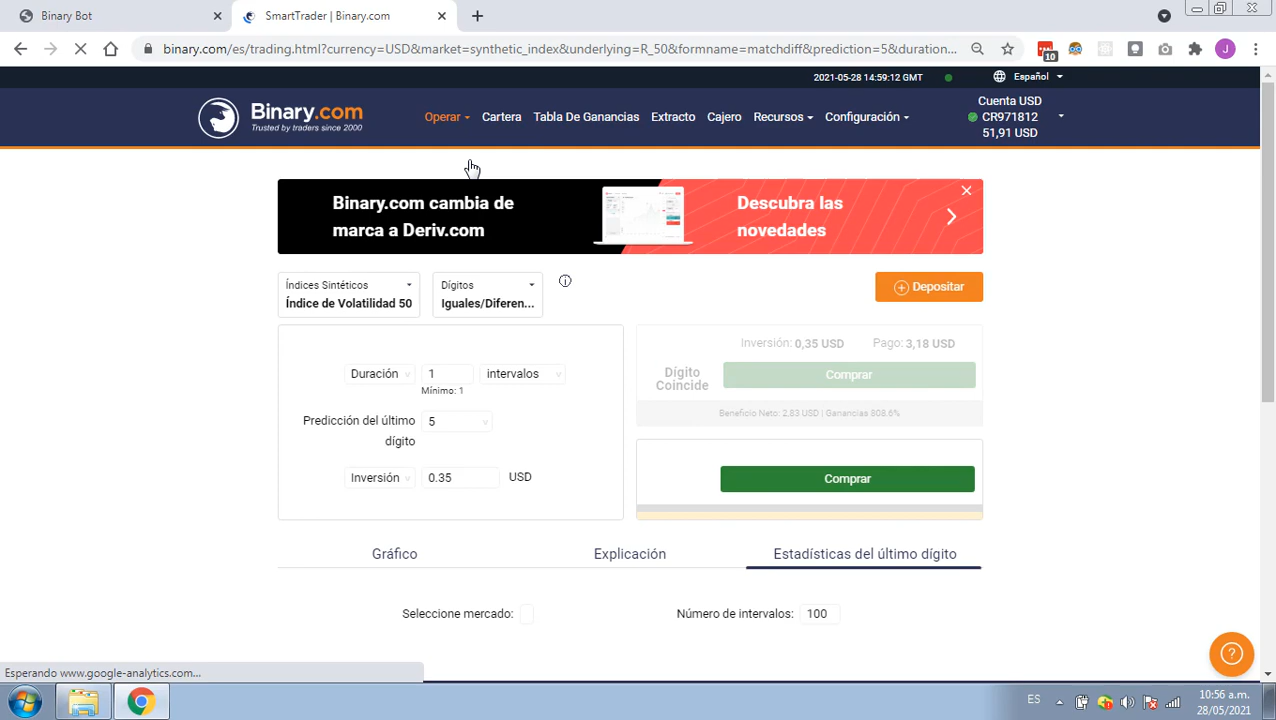 Binary Bot
SmartTrader | Binary.com
binary.com/es/trading.html?currency=USD&market=synthetic_index&underlying=R_50&formname=matchdiff&prediction=5&duration...
10
J
2021-05-28 14:59:12 GMT
Español
Binary.com
Trusted by traders since 2000
Operar
Cartera
Tabla De Ganancias
Extracto
Cajero
Recursos
Configuración
Cuenta USD
CR971812
51,91 USD
Binary.com cambia de
marca a Deriv.com
Descubra las
novedades
Índices Sintéticos
Índice de Volatilidad 50
Dígitos
Iguales/Diferen...
Depositar
Duración
1
intervalos
Mínimo: 1
Predicción del último
dígito
5
Inversión
0.35
USD
Inversión: 0,35 USD
Pago: 3,18 USD
Dígito
Coincide
Comprar
Beneficio Neto: 2,83 USD | Ganancias 808.6%
Comprar
Gráfico
Explicación
Estadísticas del último dígito
Seleccione mercado:
Número de intervalos:
100
Esperando www.google-analytics.com...
ES
10:56 a.m.
28/05/2021